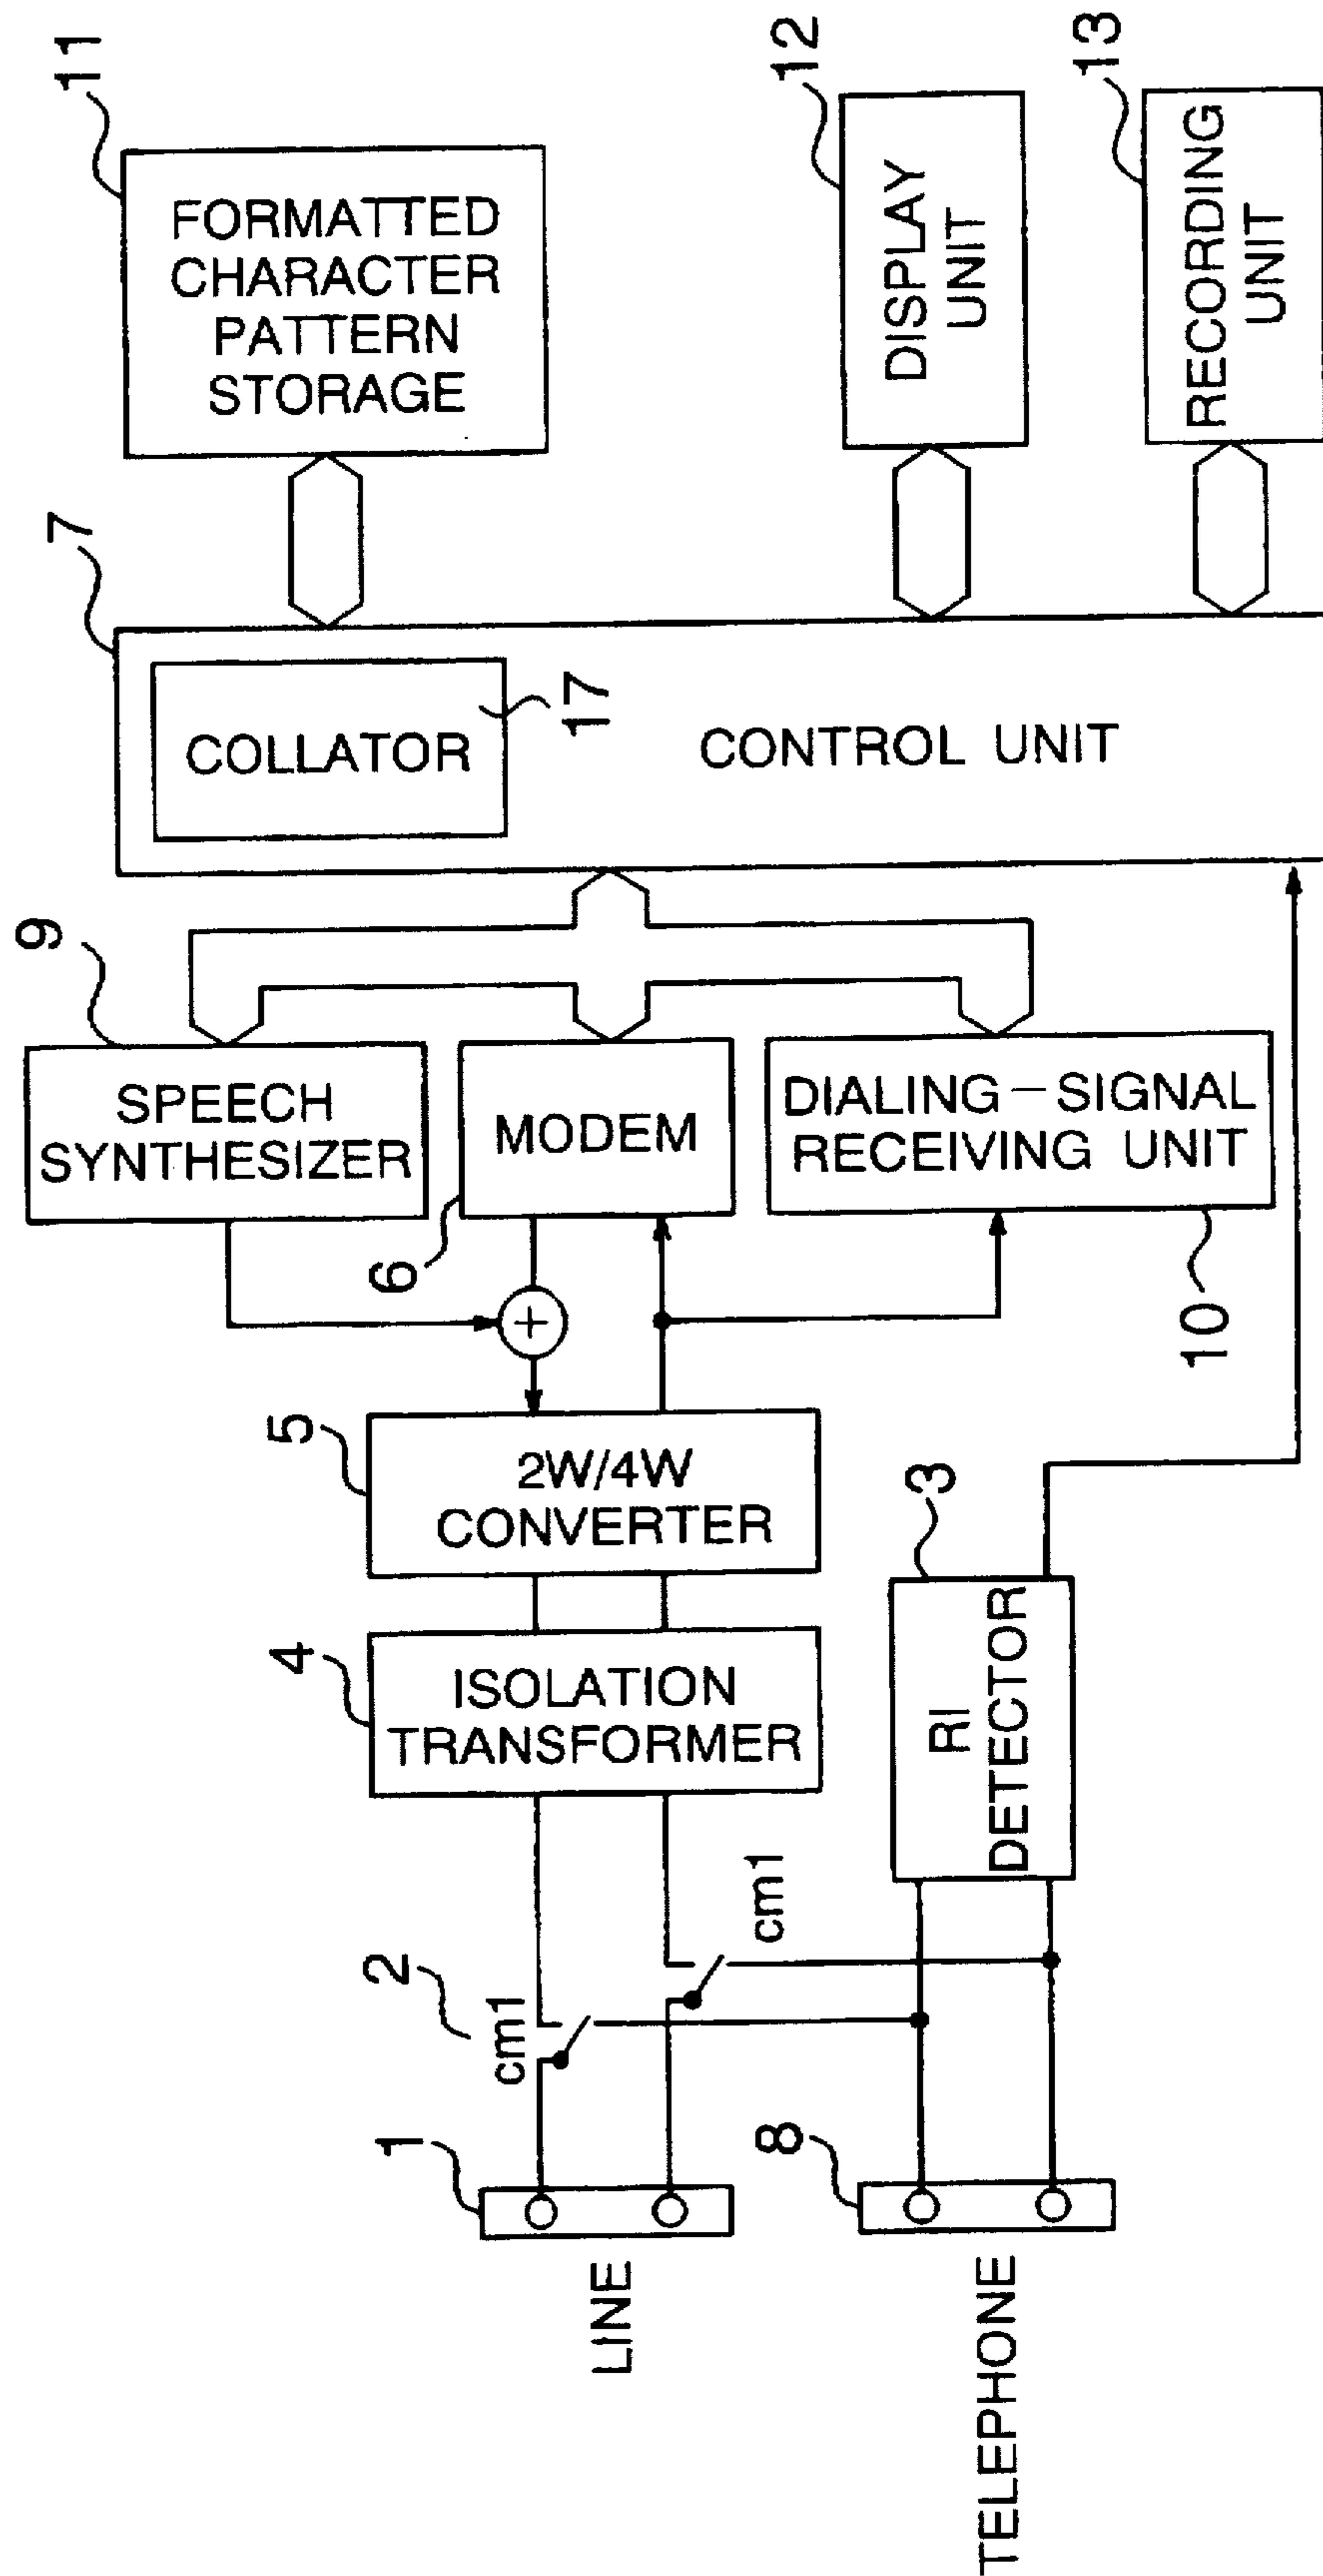 11
FORMATTED
CHARACTER
PATTERN
STORAGE
12
DISPLAY
UNIT
13
RECORDING
UNIT
7
COLLATOR
17
CONTROL UNIT
9
SPEECH
SYNTHESIZER
6
MODEM
DIALING-SIGNAL
RECEIVING UNIT
10
+
5
2W/4W
CONVERTER
4
ISOLATION
TRANSFORMER
3
RI
DETECTOR
2
cm1
cm1
1
LINE
8
TELEPHONE